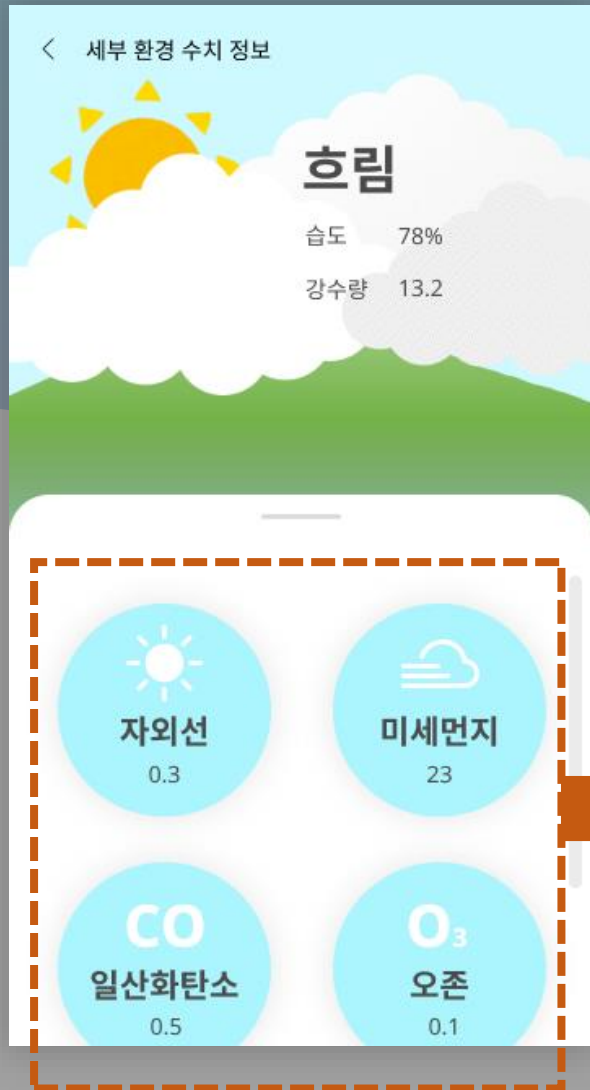 세부 환경 수치 정보
흐림
습도 78%
강수량 13.2
자외선 미세먼지
0.3 23
CO O₃
일산화탄소 오존
0.5 0.1